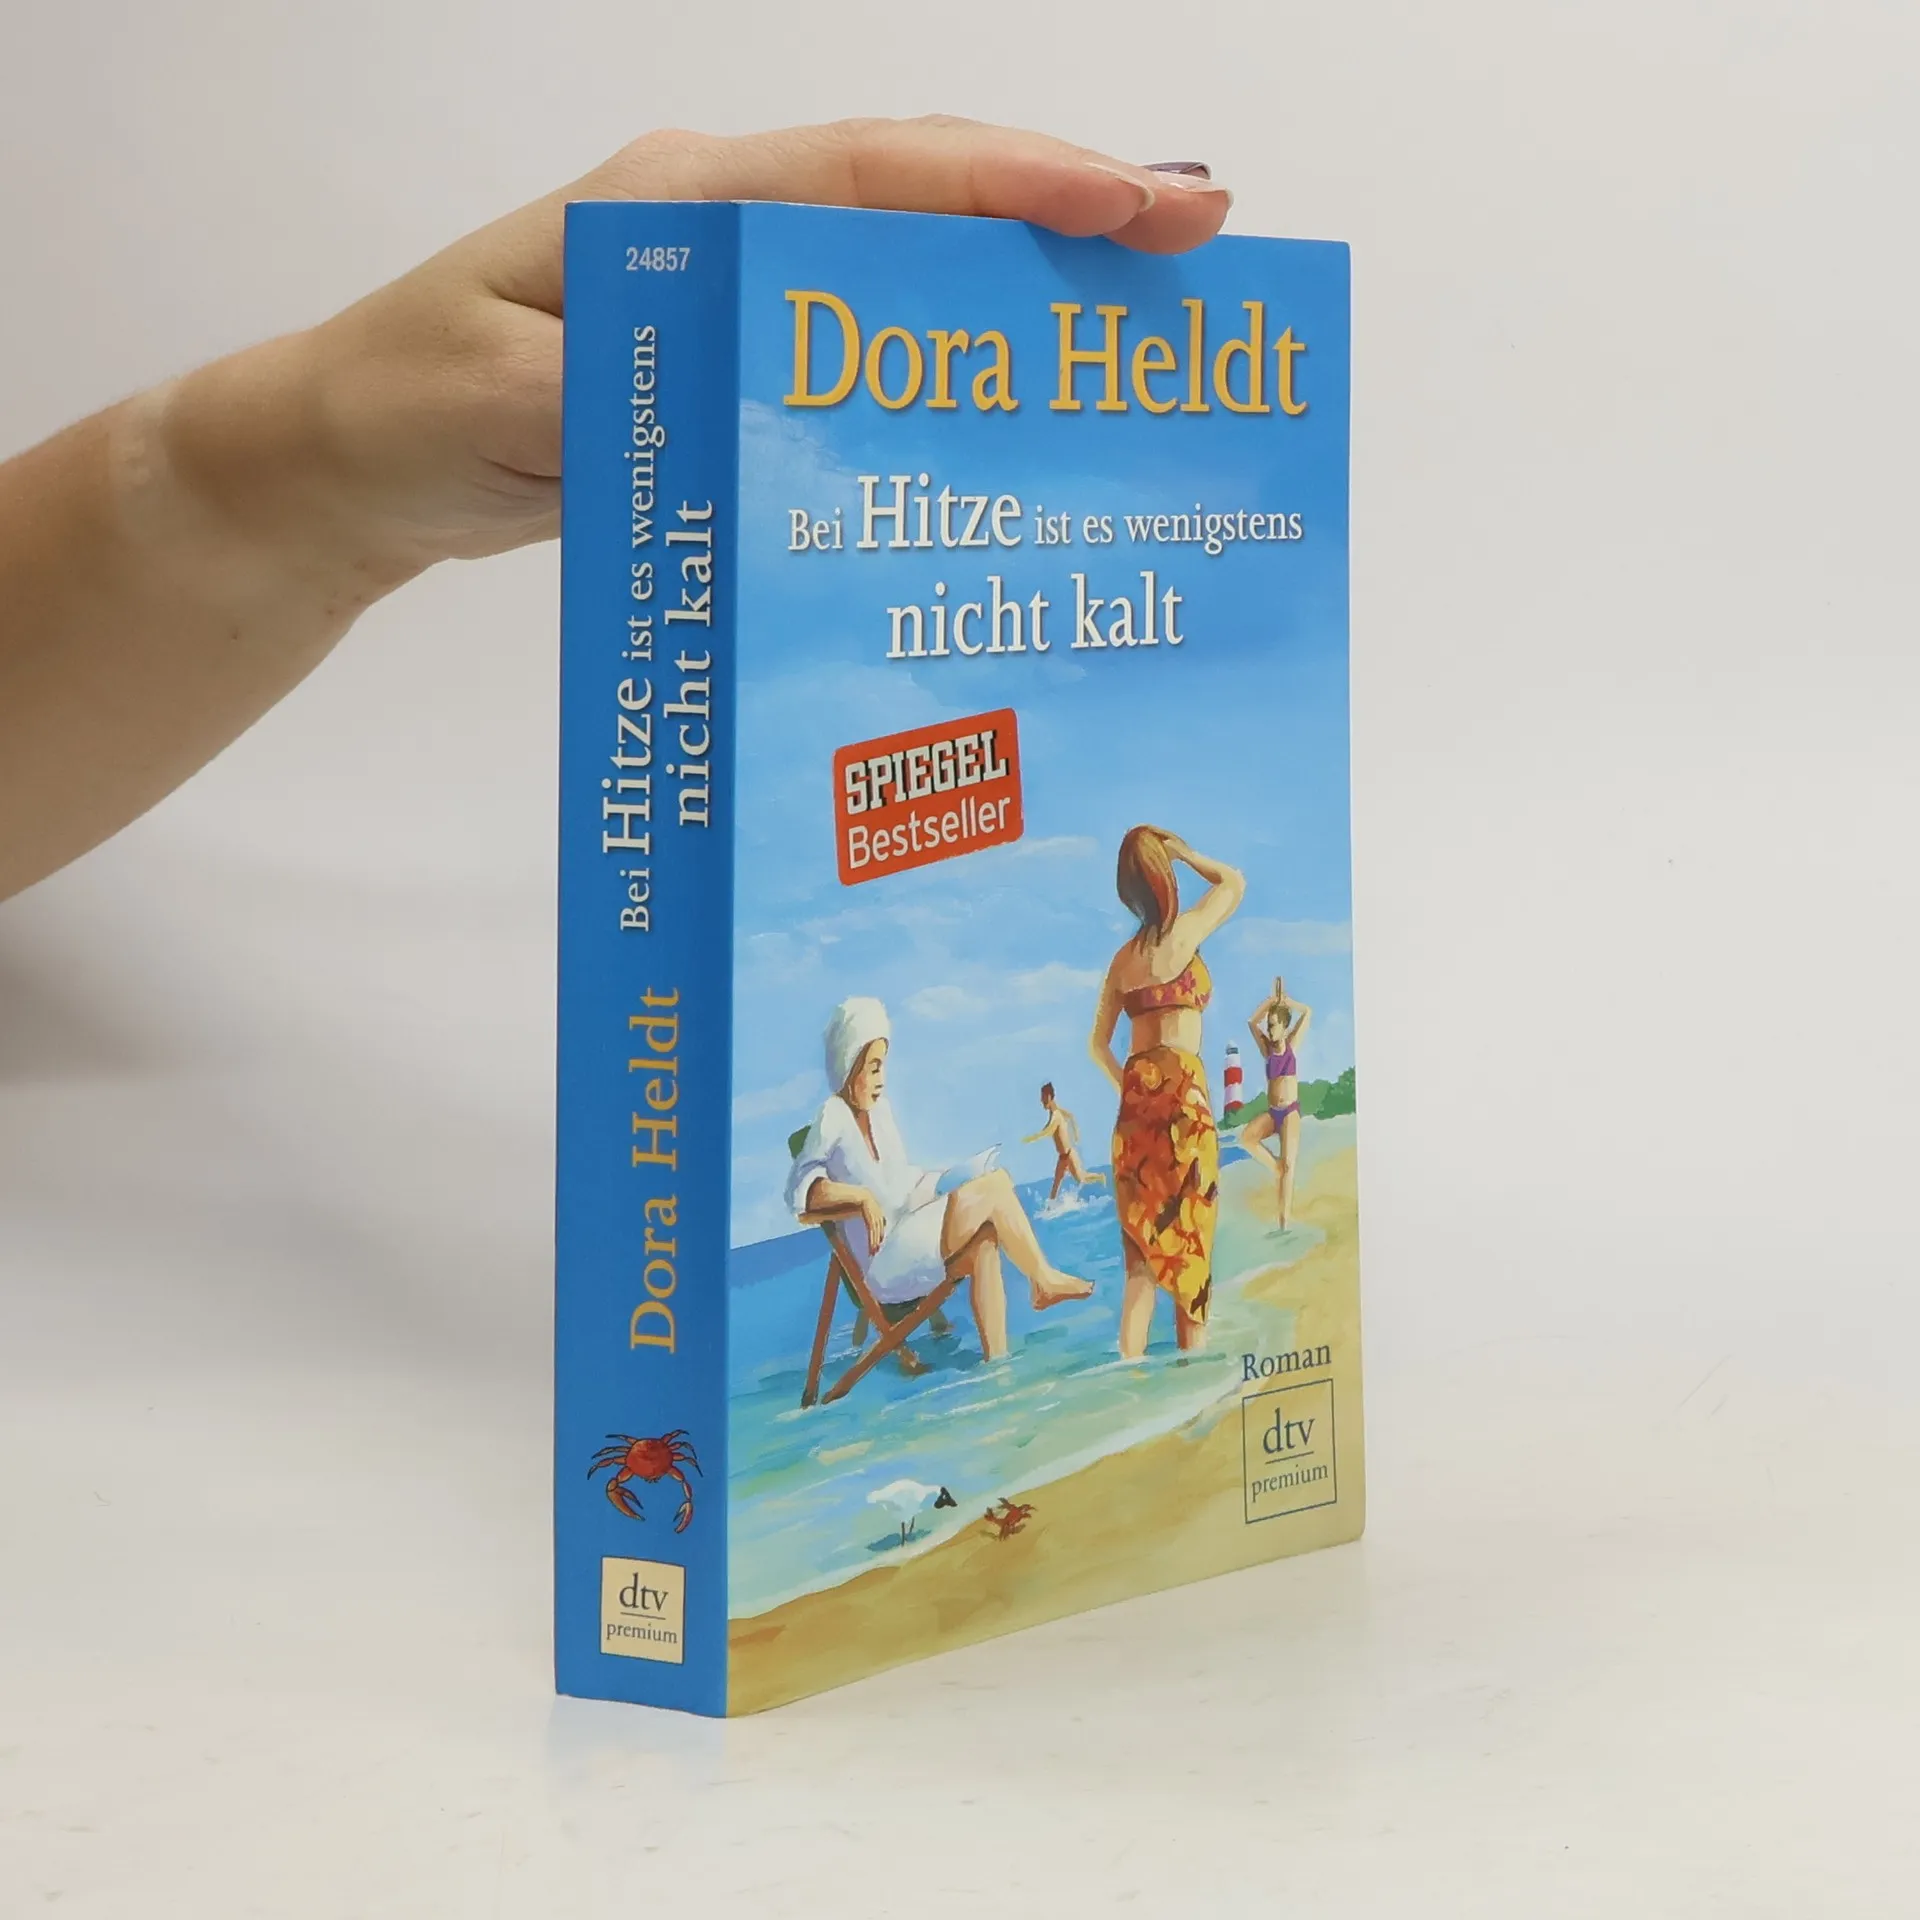 24857
Bei Hitze ist es wenigstens
nicht kalt
Dora Heldt
dtv
premium
Dora Heldt
Bei Hitze ist es wenigstens
nicht kalt
SPIEGEL
Bestseller
Roman
dtv
premium